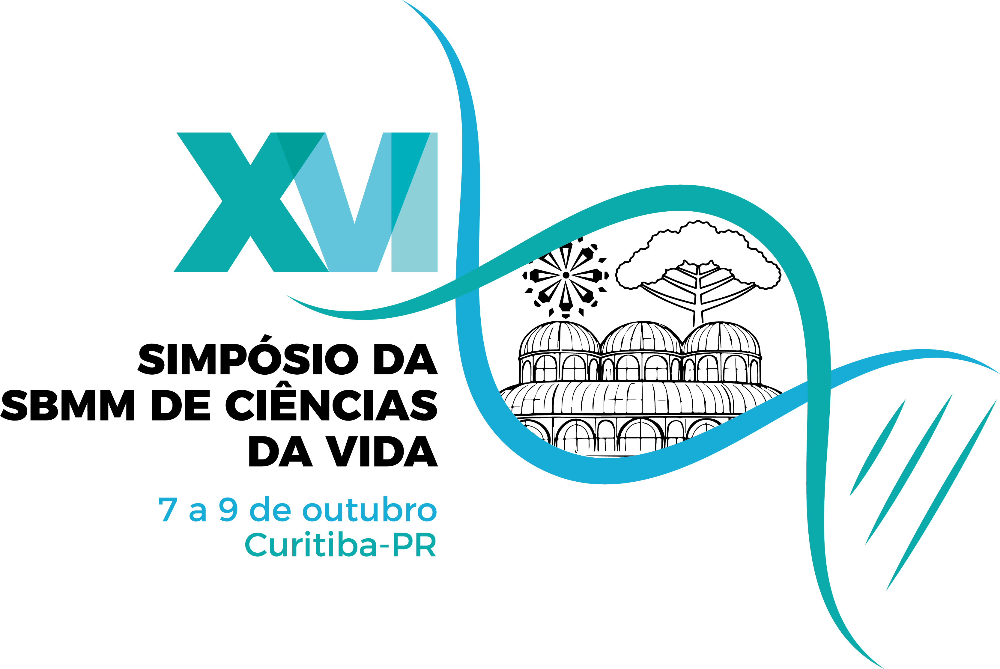 XVI
SIMPÓSIO DA
SBMM DE CIÊNCIAS
DA VIDA
7 a 9 de outubro
Curitiba-PR